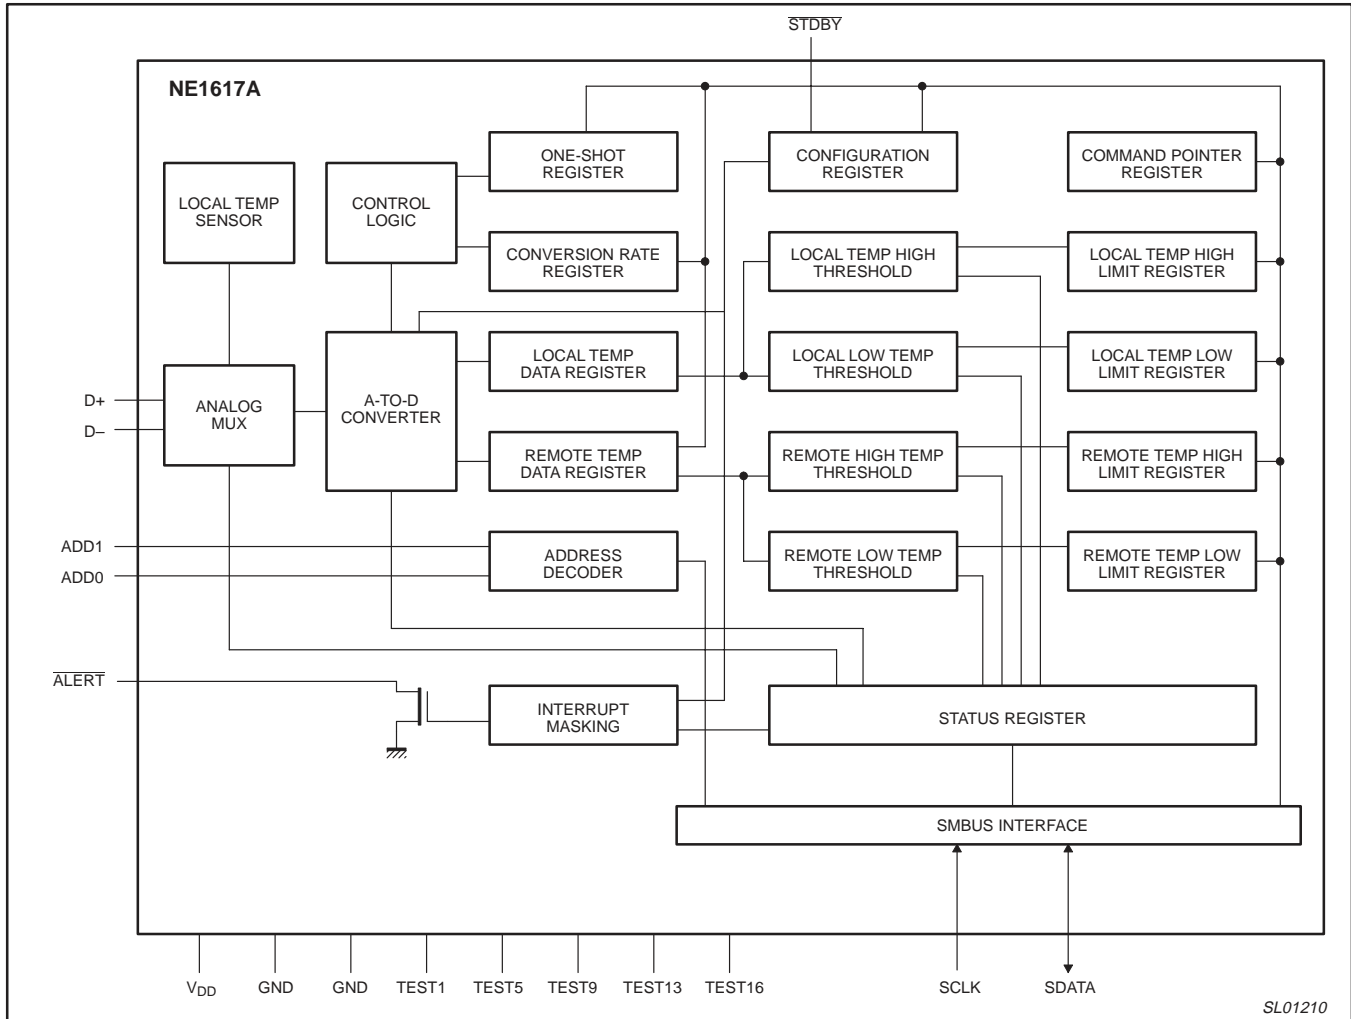 STDBY
NE1617A
ONE-SHOT
REGISTER
CONFIGURATION
REGISTER
COMMAND POINTER
REGISTER
LOCAL TEMP
SENSOR
CONTROL
LOGIC
CONVERSION RATE
REGISTER
LOCAL TEMP HIGH
THRESHOLD
LOCAL TEMP HIGH
LIMIT REGISTER
LOCAL TEMP
DATA REGISTER
LOCAL LOW TEMP
THRESHOLD
LOCAL TEMP LOW
LIMIT REGISTER
D+
D–
ANALOG
MUX
A-TO-D
CONVERTER
REMOTE TEMP
DATA REGISTER
REMOTE HIGH TEMP
THRESHOLD
REMOTE TEMP HIGH
LIMIT REGISTER
ADD1
ADD0
ADDRESS
DECODER
REMOTE LOW TEMP
THRESHOLD
REMOTE TEMP LOW
LIMIT REGISTER
ALERT
INTERRUPT
MASKING
STATUS REGISTER
SMBUS INTERFACE
VDD
GND
GND
TEST1
TEST5
TEST9
TEST13
TEST16
SCLK
SDATA
SL01210